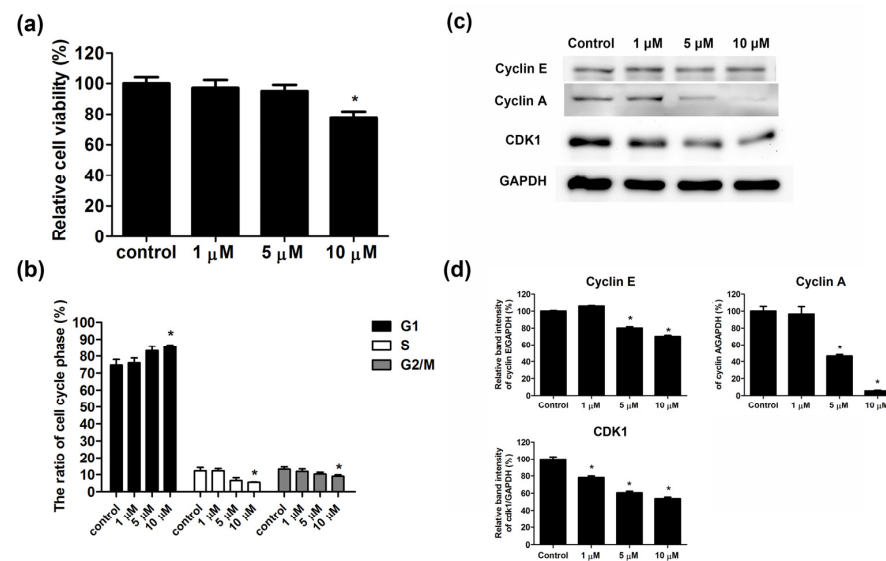 (a)
Relative cell viability (%)
120
100
80
60
40
20
0
*
control 1 μM 5 μM 10 μM
(b)
The ratio of cell cycle phase (%)
100
90
80
70
60
50
40
30
20
10
0
G1
S
G2/M
*
*
*
control 1 μM 5 μM 10 μM control 1 μM 5 μM 10 μM control 1 μM 5 μM 10 μM
(c)
Control 1 μM 5 μM 10 μM
Cyclin E
Cyclin A
CDK1
GAPDH
(d)
Cyclin E
Relative band intensity
of cyclin E/GAPDH (%)
120
100
80
60
40
20
0
* *
Control 1 μM 5 μM 10 μM
Cyclin A
Relative band intensity
of cyclin A/GAPDH (%)
120
100
80
60
40
20
0
*
*
Control 1 μM 5 μM 10 μM
CDK1
Relative band intensity
of cdk1/GAPDH (%)
120
100
80
60
40
20
0
* * *
Control 1 μM 5 μM 10 μM